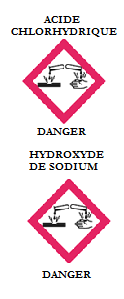 ACIDE
CHLORHYDRIQUE
DANGER
HYDROXYDE
DE SODIUM
DANGER